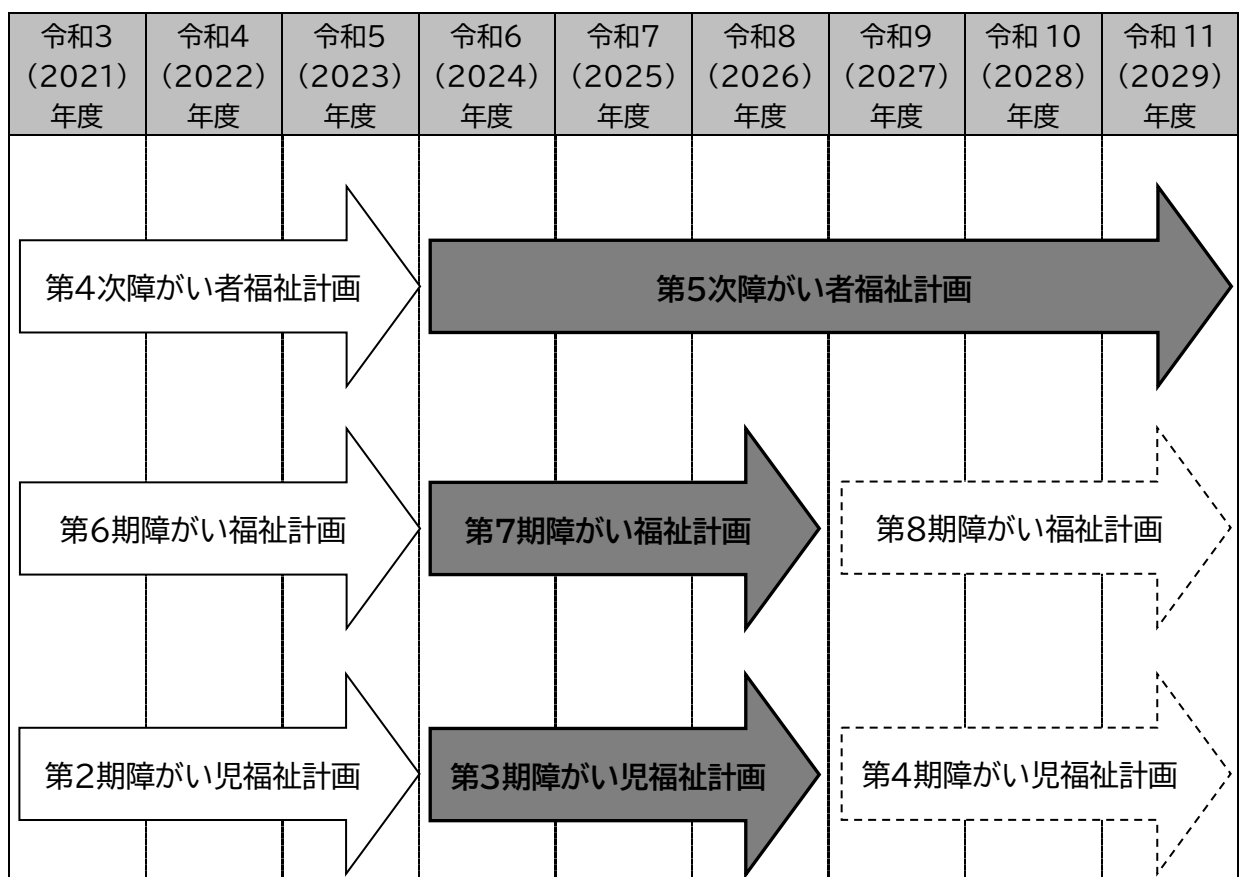 令和3 令和4 令和5 令和6 令和7 令和8 令和9 令和 10 令和 11
（2021） （2022） （2023） （2024） （2025） （2026） （2027） （2028） （2029）
年度 年度 年度 年度 年度 年度 年度 年度 年度
第4次障がい者福祉計画 第5次障がい者福祉計画
第6期障がい福祉計画 第7期障がい福祉計画 第8期障がい福祉計画
第2期障がい児福祉計画 第3期障がい児福祉計画 第4期障がい児福祉計画